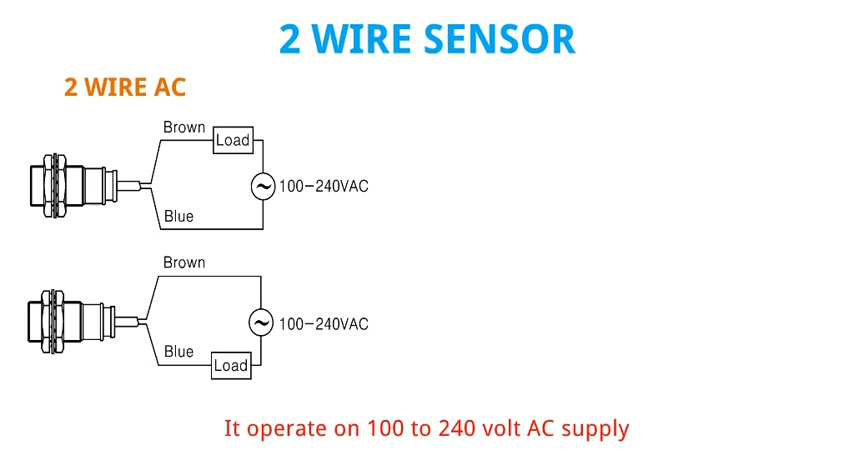 2 WIRE SENSOR
2 WIRE AC
Brown
Load
100-240VAC
Blue
Brown
100-240VAC
Blue
Load
It operate on 100 to 240 volt AC supply